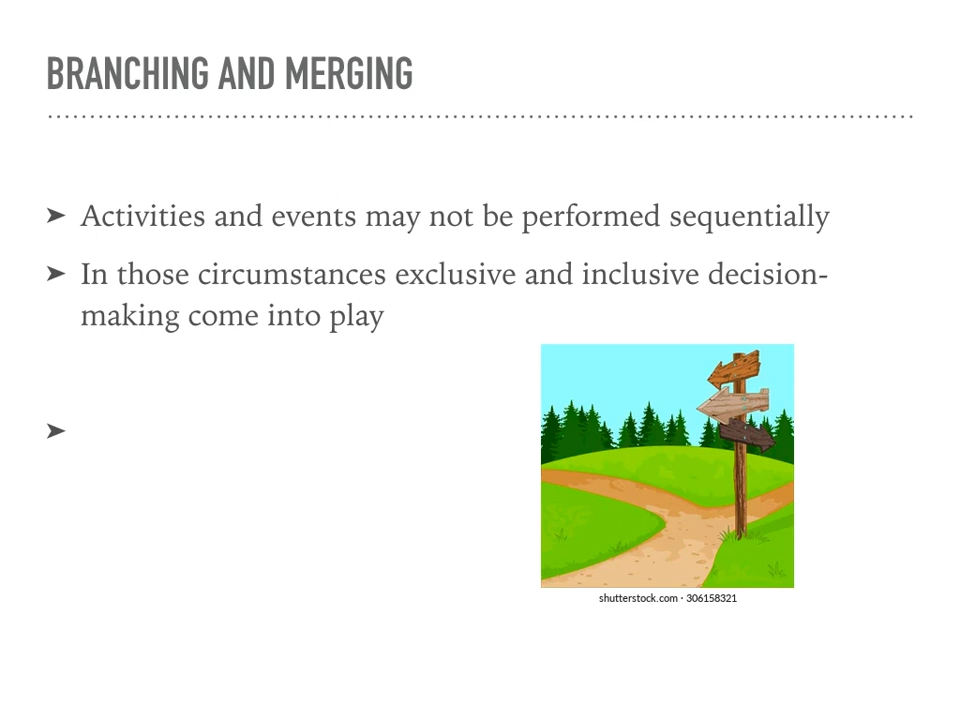 BRANCHING AND MERGING
➤ Activities and events may not be performed sequentially
➤ In those circumstances exclusive and inclusive decision-
making come into play
➤
shutterstock.com · 306158321